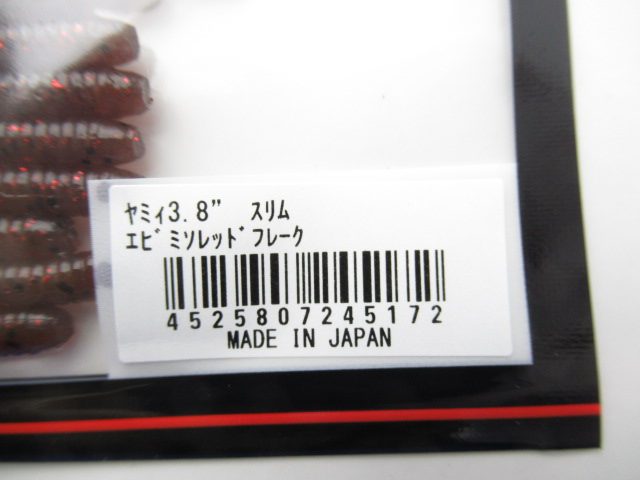 ﾔﾐｨ3.8” ｽﾘﾑ
ｴﾋﾞﾐｿﾚｯﾄﾞﾌﾚｰｸ
4525807245172
MADE IN JAPAN